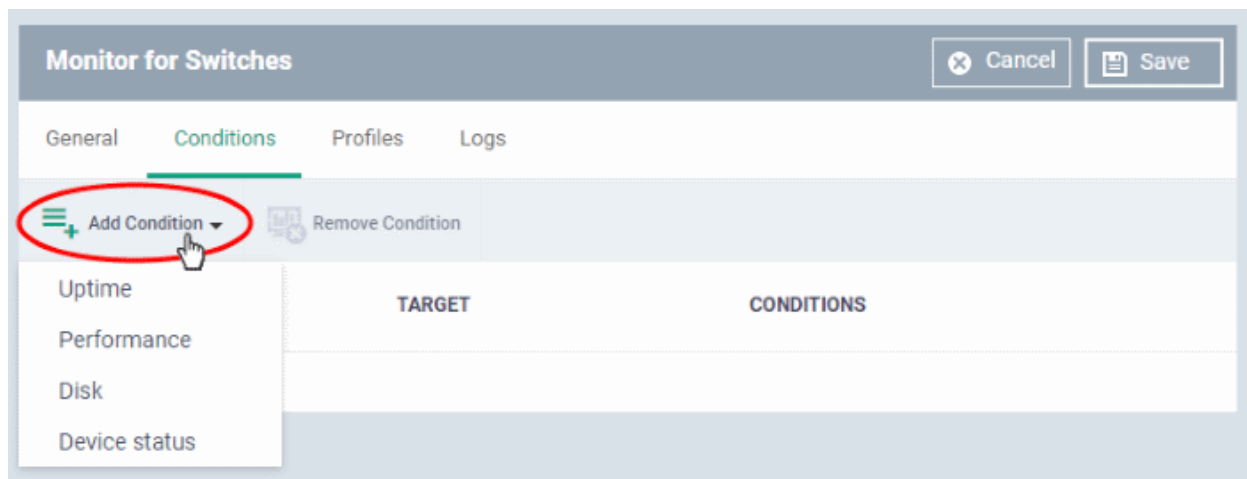 Monitor for Switches
Cancel
Save
General Conditions Profiles Logs
Add Condition
Remove Condition
Uptime
TARGET CONDITIONS
Performance
Disk
Device status